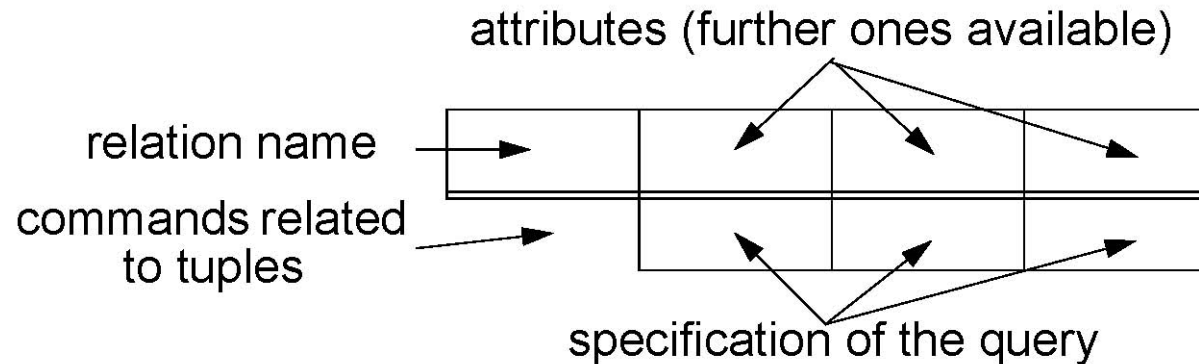 attributes (further ones available)
relation name
commands related
to tuples
specification of the query